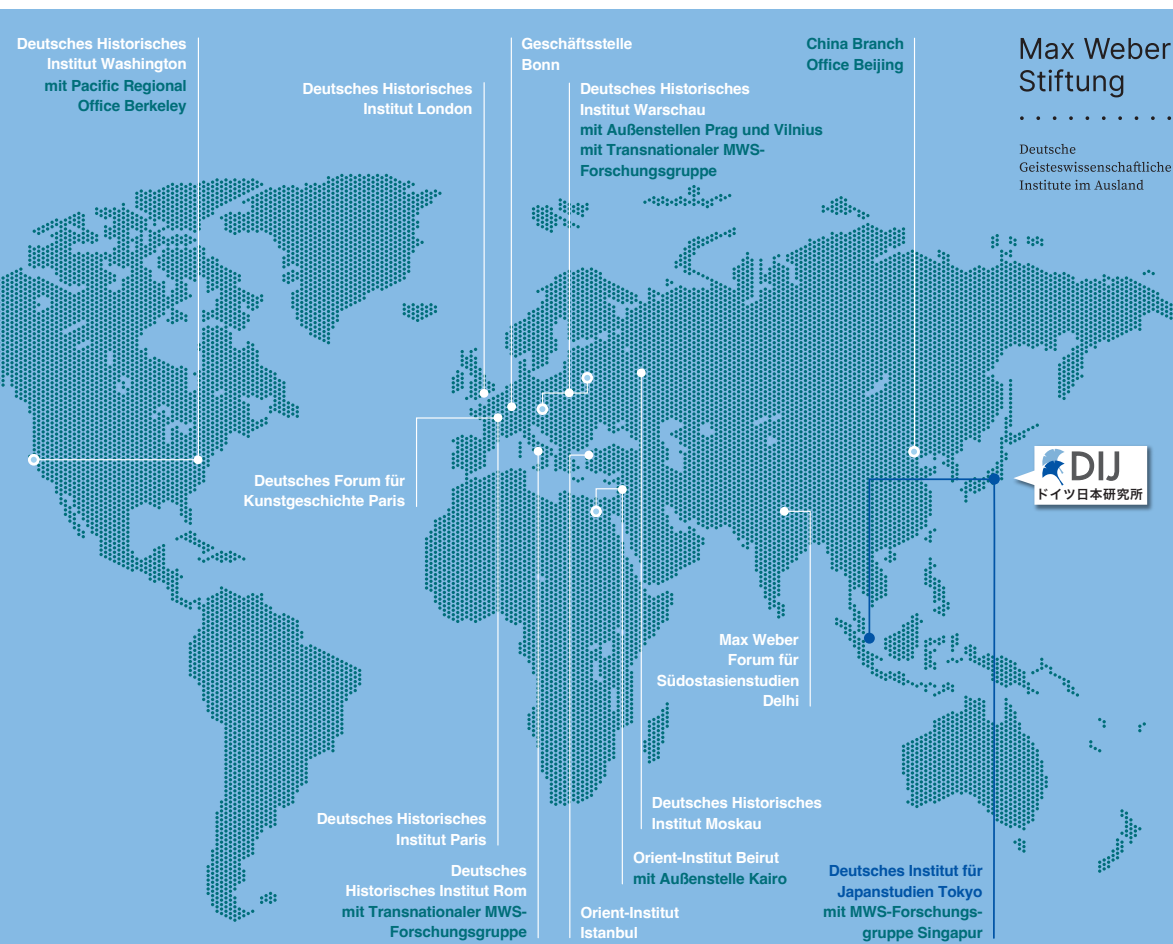 Deutsches Historisches
Institut Washington
mit Pacific Regional
Office Berkeley
Deutsches Historisches
Institut London
Geschäftsstelle
Bonn
Deutsches Historisches
Institut Warschau
mit Außenstellen Prag und Vilnius
mit Transnationaler MWS-
Forschungsgruppe
China Branch
Office Beijing
Max Weber
Stiftung
Deutsche
Geisteswissenschaftliche
Institute im Ausland
Deutsches Forum für
Kunstgeschichte Paris
DIJ
ドイツ日本研究所
Max Weber
Forum für
Südostasienstudien
Delhi
Deutsches Historisches
Institut Paris
Deutsches
Historisches Institut Rom
mit Transnationaler MWS-
Forschungsgruppe
Deutsches Historisches
Institut Moskau
Orient-Institut Beirut
mit Außenstelle Kairo
Orient-Institut
Istanbul
Deutsches Institut für
Japanstudien Tokyo
mit MWS-Forschungs-
gruppe Singapur